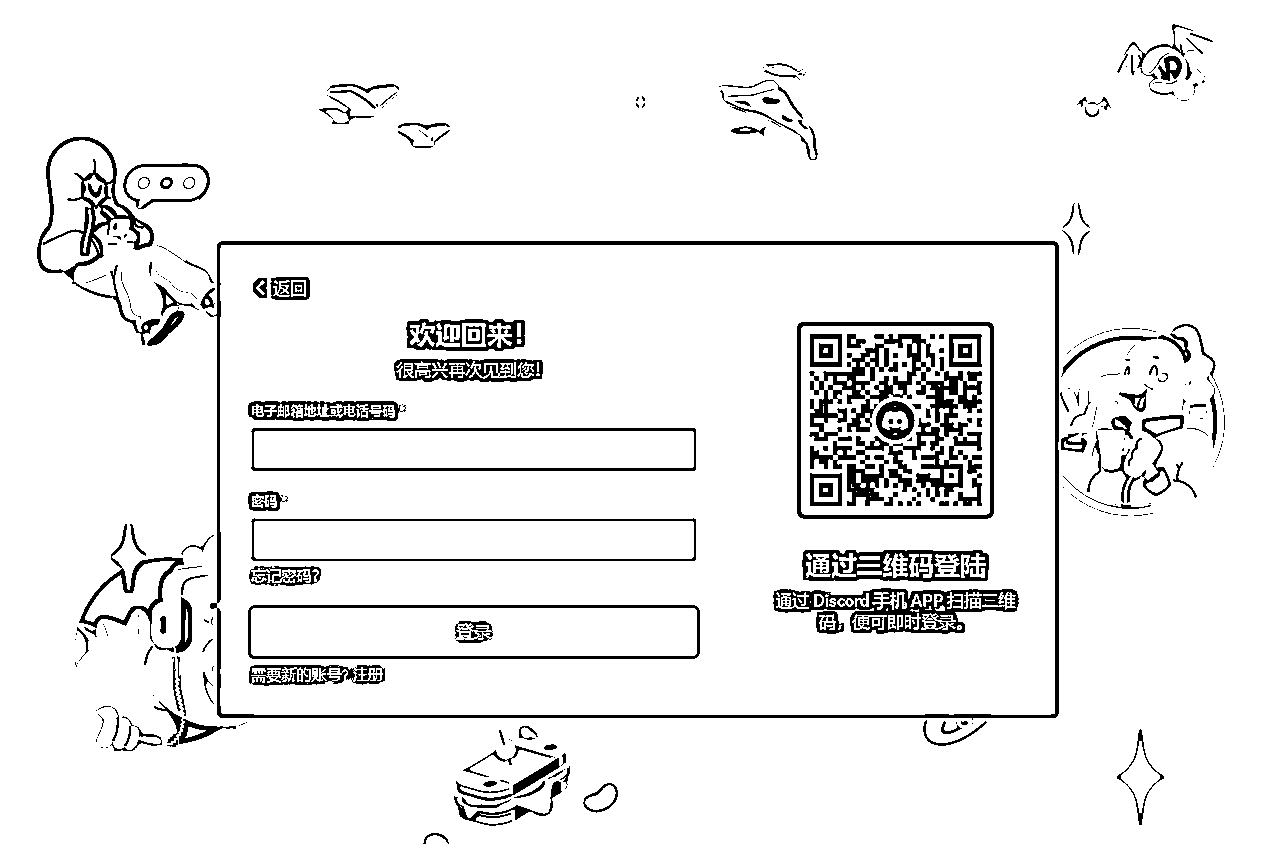 返回
欢迎回来！
很高兴再次见到您！
电子邮箱地址或电话号码*
密码*
忘记密码？
登录
需要新的账号？注册
通过二维码登陆
通过 Discord 手机 APP 扫描二维
码，便可即时登录。